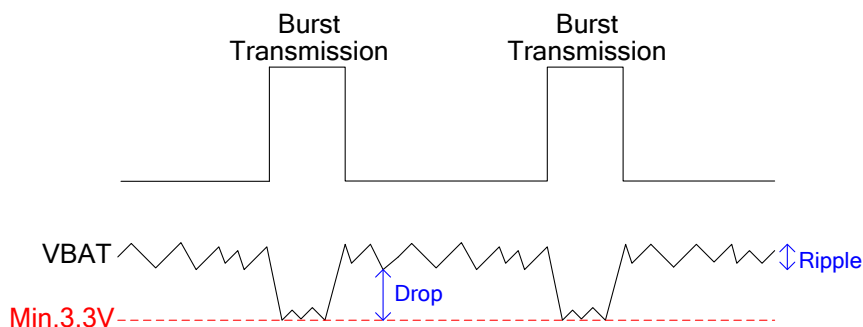 Burst
Transmission
Burst
Transmission
VBAT
Ripple
Drop
Min.3.3V